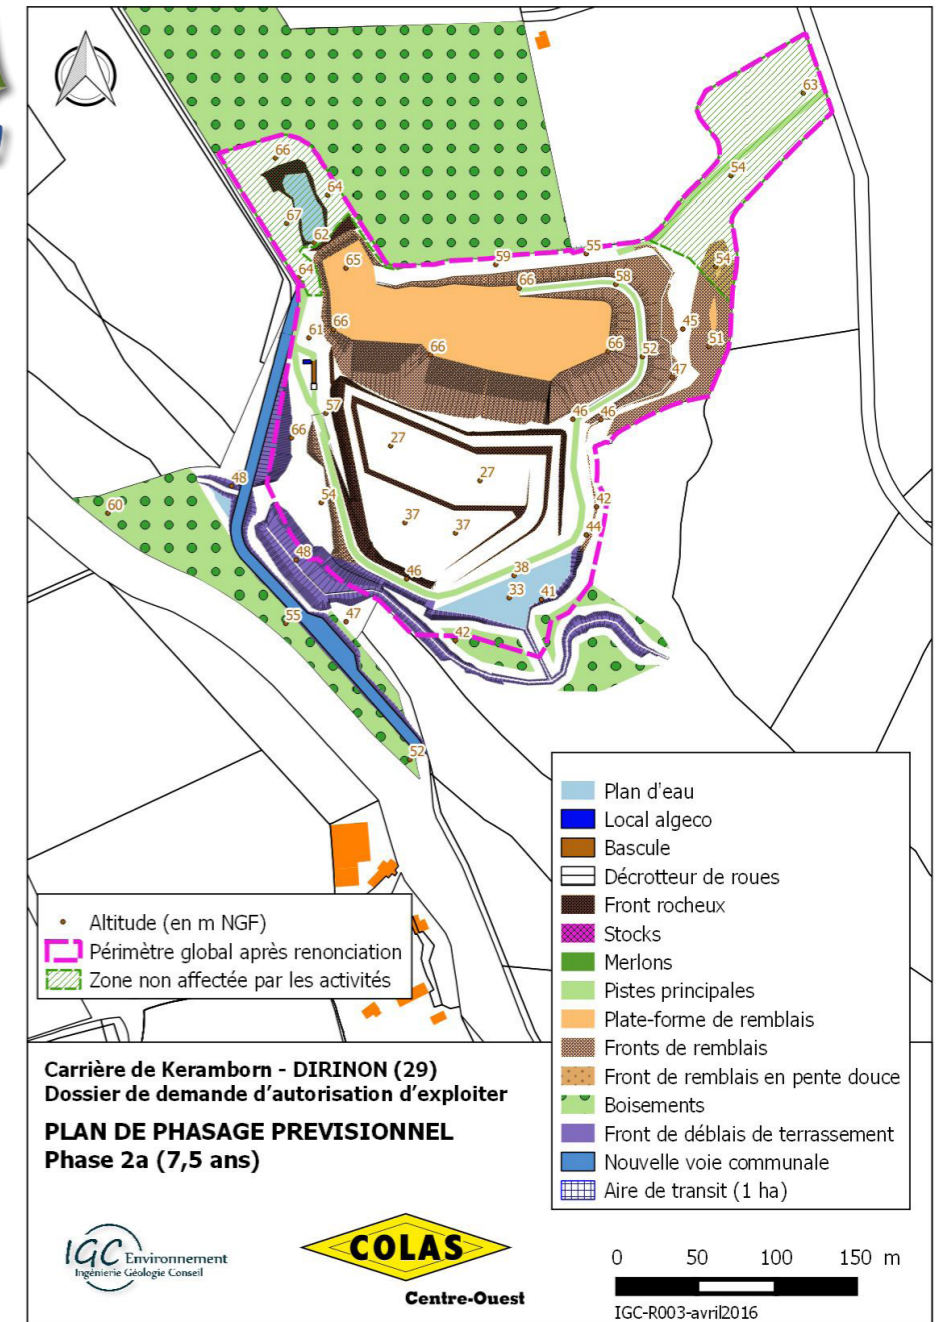 63
66
54
64
67
62
55
59
54
64
65
66
58
45
61
66
51
66
66
52
47
57
46
46
66
27
27
48
54
42
60
37
37
44
48
46
38
33
41
55
47
42
52
Plan d'eau
Local algeco
Bascule
Décrotteur de roues
Front rocheux
Stocks
Merlons
Pistes principales
Plate-forme de remblais
Fronts de remblais
Front de remblais en pente douce
Boisements
Front de déblais de terrassement
Nouvelle voie communale
Aire de transit (1 ha)
Altitude (en m NGF)
Périmètre global après renonciation
Zone non affectée par les activités
Carrière de Keramborn - DIRINON (29)
Dossier de demande d'autorisation d'exploiter
PLAN DE PHASAGE PREVISIONNEL
Phase 2a (7,5 ans)
IGC Environnement
Ingénierie Géologie Conseil
COLAS
Centre-Ouest
0 50 100 150 m
IGC-R003-avril2016